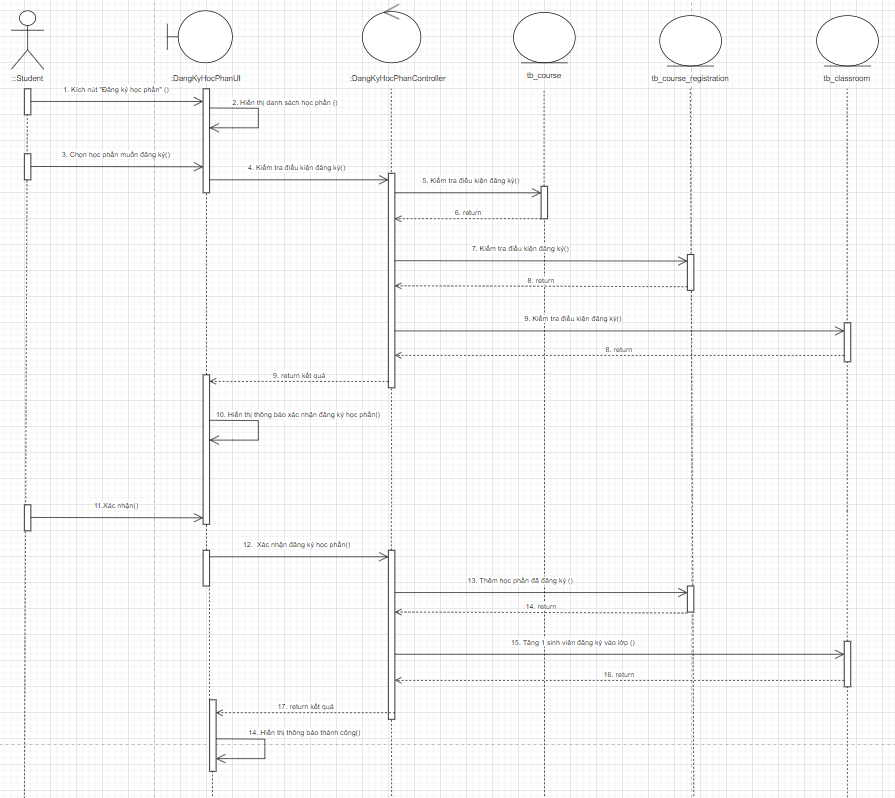 ::Student
:DangKyHocPhanUI
:DangKyHocPhanController
tb_course
tb_course_registration
tb_classroom
1. Kích nút "Đăng ký học phần" ()
2. Hiển thị danh sách học phần ()
3. Chọn học phần muốn đăng ký()
4. Kiểm tra điều kiện đăng ký()
5. Kiểm tra điều kiện đăng ký()
6. return
7. Kiểm tra điều kiện đăng ký()
8. return
9. Kiểm tra điều kiện đăng ký()
8. return
9. return kết quả
10. Hiển thị thông báo xác nhận đăng ký học phần()
11.Xác nhận()
12. Xác nhận đăng ký học phần()
13. Thêm học phần đã đăng ký ()
14. return
15. Tăng 1 sinh viên đăng ký vào lớp ()
16. return
17. return kết quả
14. Hiển thị thông báo thành công()